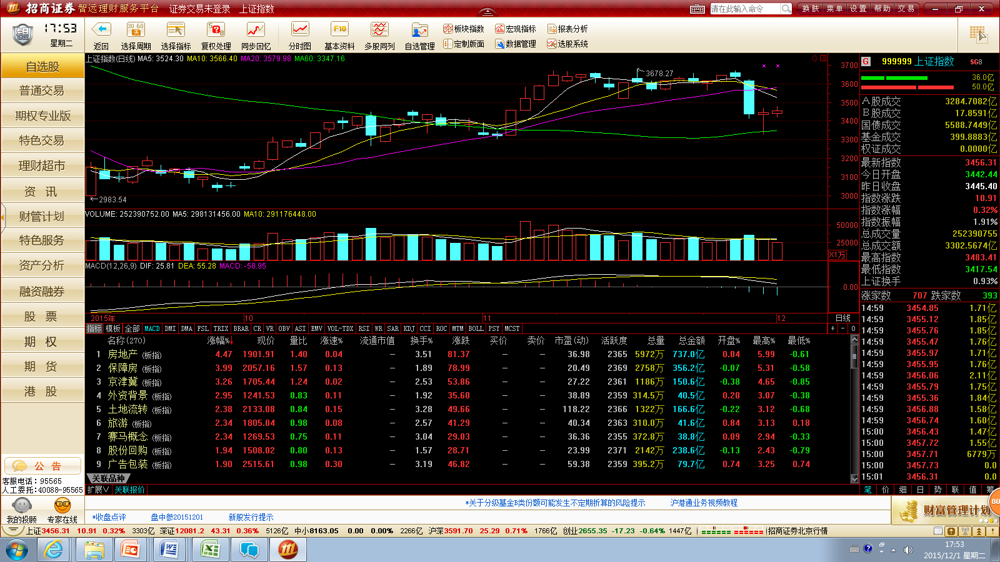 招商证券 智远理财服务平台 证券交易未登录 上证指数
请在此输入命令
换肤 菜单 设置 帮助 交易
17:53
星期二
返回 选择周期 选择指标 复权处理 同步回忆 分时图 基本资料 多股同列 自选管理
板块指数 宏观指标 报表分析
定制版面 数据管理 选股系统
自选股
普通交易
期权专业版
特色交易
理财超市
资 讯
财管计划
特色服务
资产分析
融资融券
股 票
期 权
期 货
港 股
公 告
客服电话：95565
人工委托:40088-95565
我的投顾 专家在线
上证指数(日线) MA5: 3524.30 MA10: 3566.40 MA20: 3579.98 MA60: 3347.16
3678.27
2983.54
3700
3600
3500
3400
3300
3200
3100
3000
VOLUME: 252390752.00 MA5: 298131456.00 MA10: 291176448.00
50000
25000
X1万
MACD(12,26,9) DIF: 25.81 DEA: 55.28 MACD: -58.95
0.00
2015年 10 11 12 日线
指标 模板 全部 MACD DMI DMA FSL TRIX BRAR CR VR OBV ASI EMV VOL-TDX RSI WR SAR KDJ CCI ROC MTM BOLL PSY MCST + - 0
名称(270) 涨幅%↓ 现价 量比 涨速% 流通市值 换手% 涨跌 买价 卖价 市盈(动) 活跃度 总量 总金额 开盘% 最高% 最低%
1 房地产 (板指) 4.47 1901.91 1.40 0.04 — 3.51 81.37 — — 36.98 2365 5972万 737.0亿 0.04 5.99 -0.61
2 保障房 (板指) 3.99 2057.16 1.57 0.13 — 1.89 78.99 — — 20.49 2369 2758万 356.2亿 -0.07 5.31 -0.58
3 京津冀 (板指) 3.26 1705.44 1.24 0.02 — 2.53 53.86 — — 27.22 2361 1186万 150.6亿 -0.38 4.65 -0.85
4 外资背景 (板指) 2.95 1241.53 0.83 0.11 — 1.92 35.60 — — 38.89 2359 314.5万 40.5亿 0.20 3.07 -0.38
5 土地流转 (板指) 2.38 2133.08 0.84 0.15 — 3.28 49.66 — — 118.22 2366 1322万 166.6亿 -0.22 3.12 -0.68
6 旅游 (板指) 2.34 1805.04 0.98 0.08 — 2.57 41.29 — — 40.34 2363 310.0万 41.6亿 0.84 3.13 0.18
7 赛马概念 (板指) 2.34 1269.53 0.75 0.11 — 3.04 29.03 — — 36.36 2355 372.8万 38.8亿 0.09 2.94 -0.33
8 股份回购 (板指) 1.94 1508.02 0.80 0.13 — 1.57 28.71 — — 23.99 2371 2142万 238.6亿 -0.13 2.43 -0.79
9 广告包装 (板指) 1.90 2515.61 0.98 0.30 — 3.19 46.82 — — 59.38 2359 395.2万 79.7亿 0.74 3.25 0.74
关联品种
扩展∨ 关联报价
G 999999 上证指数
36.0亿
50.0亿
A股成交 3284.7082亿
B股成交 17.8591亿
国债成交 5588.7449亿
基金成交 399.8883亿
权证成交 0.0000亿
最新指数 3456.31
今日开盘 3442.44
昨日收盘 3445.40
指数涨跌 10.91
指数涨幅 0.32%
指数振幅 1.91%
总成交量 252390755
总成交额 3302.5674亿
最高指数 3483.41
最低指数 3417.54
上证换手 0.93%
涨家数 707 跌家数 393
14:59 3454.85 1.71亿
14:59 3455.12 1.85亿
14:59 3455.76 1.85亿
14:59 3455.47 1.76亿
14:59 3455.97 1.71亿
14:59 3455.95 1.76亿
14:59 3456.06 2.11亿
14:59 3455.79 1.75亿
14:59 3455.36 1.84亿
14:59 3456.88 1.58亿
14:59 3456.74 1.60亿
15:00 3456.43 1.47亿
15:00 3457.72 1.55亿
15:00 3457.71 6779万
15:00 3457.73 0.0
15:01 3456.31 0.0
笔 价 细 日 势 联 值 筹
*关于分级基金B类份额可能发生不定期折算的风险提示 沪港通业务视频教程
*收盘点评 盘中参20151201 新股发行提示
财富管理计划
80
上证3456.31 10.91 0.32% 3303亿 深证12081.2 43.31 0.36% 5126亿 中小8163.05 0.00 0.00% 2266亿 沪深3591.70 25.29 0.71% 1766亿 创业2655.35 -17.23 -0.64% 1447亿 招商证券北京行情
17:53
2015/12/1 星期二